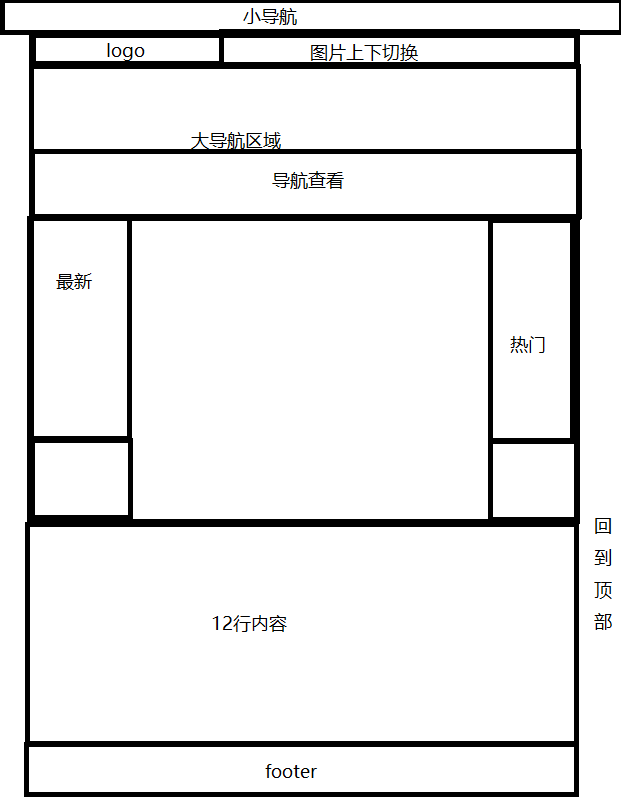 小导航
logo
图片上下切换
大导航区域
导航查看
最新
热门
回
到
顶
部
12行内容
footer